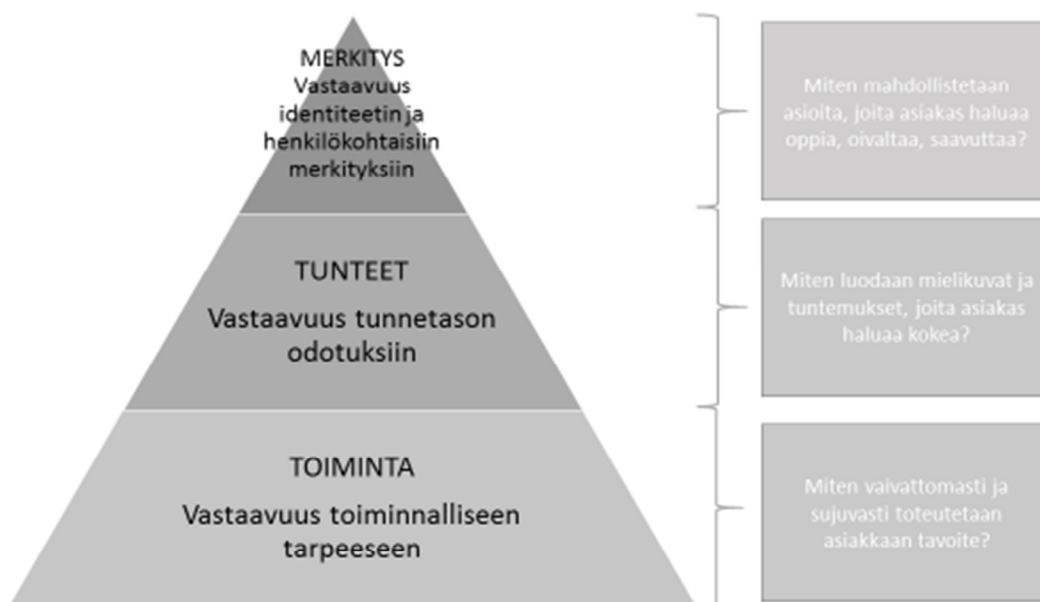 MERKITYS
Vastaavuus
identiteetin ja
henkilökohtaisiin
merkityksiin
Miten mahdollistetaan
asioita, joita asiakas haluaa
oppia, oivaltaa, saavuttaa?
TUNTEET
Vastaavuus tunnetason
odotuksiin
Miten luodaan mielikuvat ja
tuntemukset, joita asiakas
haluaa kokea?
TOIMINTA
Vastaavuus toiminnalliseen
tarpeeseen
Miten vaivattomasti ja
sujuvasti toteutetaan
asiakkaan tavoite?